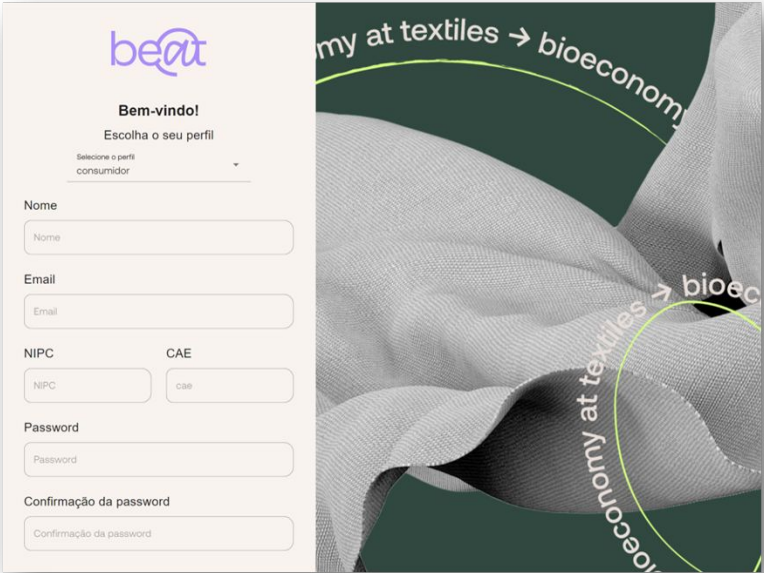 be@t
Bem-vindo!
Escolha o seu perfil
Selecione o perfil
consumidor
Nome
Nome
Email
Email
NIPC CAE
NIPC cae
Password
Password
Confirmação da password
Confirmação da password
my at textiles → bioeconomy
bioeconomy at textiles → bioec